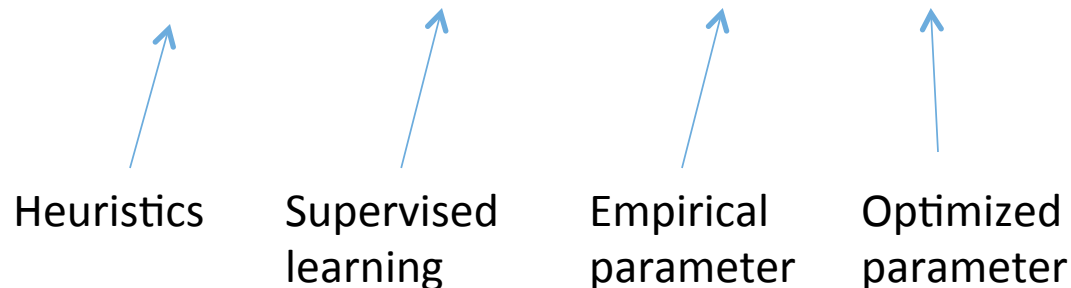 Heuristics
Supervised
learning
Empirical
parameter
Optimized
parameter